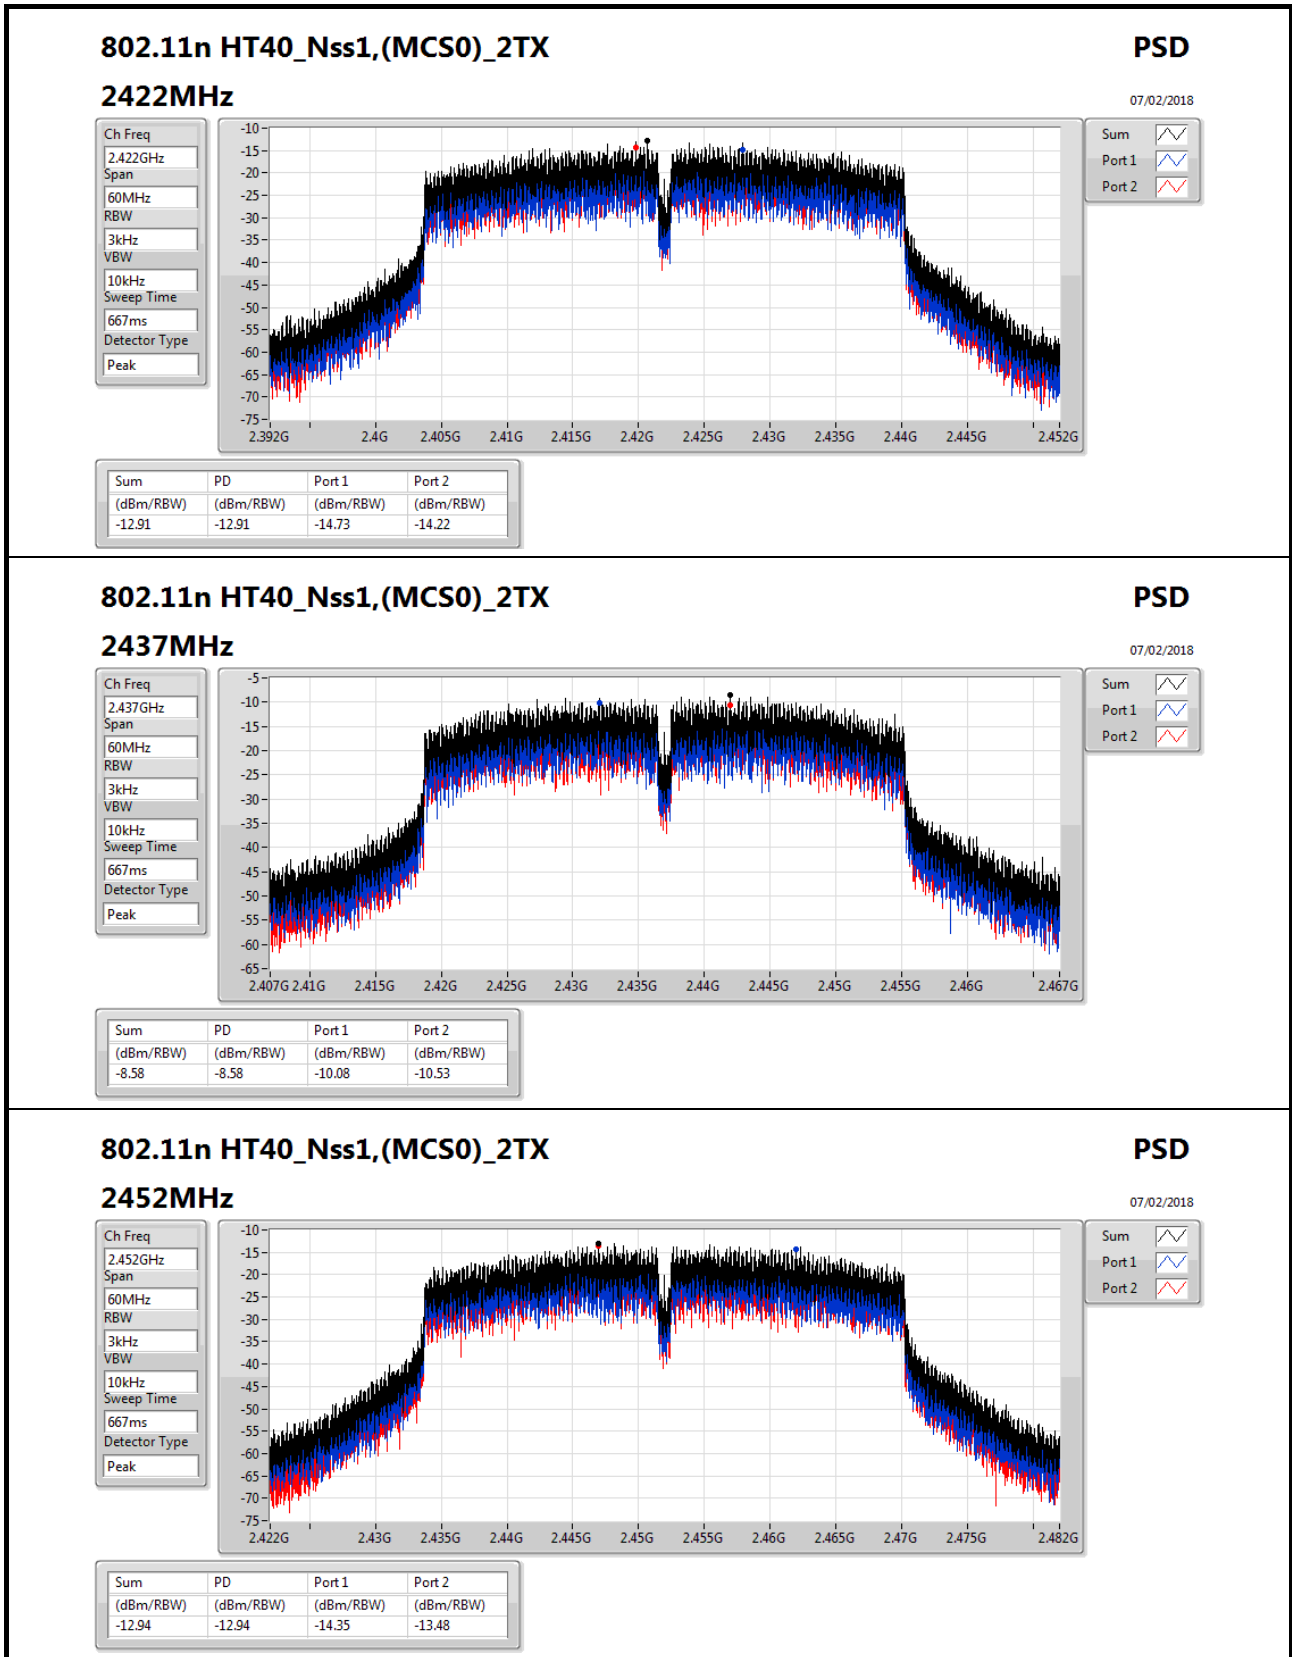 802.11n HT40_Nss1,(MCS0)_2TX PSD
2422MHz 07/02/2018
Ch Freq
2.422GHz
Span
60MHz
RBW
3kHz
VBW
10kHz
Sweep Time
667ms
Detector Type
Peak
-10
-15
-20
-25
-30
-35
-40
-45
-50
-55
-60
-65
-70
-75
2.392G 2.4G 2.405G 2.41G 2.415G 2.42G 2.425G 2.43G 2.435G 2.44G 2.445G 2.452G
Sum
Port 1
Port 2
Sum PD Port 1 Port 2
(dBm/RBW) (dBm/RBW) (dBm/RBW) (dBm/RBW)
-12.91 -12.91 -14.73 -14.22
802.11n HT40_Nss1,(MCS0)_2TX PSD
2437MHz 07/02/2018
Ch Freq
2.437GHz
Span
60MHz
RBW
3kHz
VBW
10kHz
Sweep Time
667ms
Detector Type
Peak
-5
-10
-15
-20
-25
-30
-35
-40
-45
-50
-55
-60
-65
2.407G 2.41G 2.415G 2.42G 2.425G 2.43G 2.435G 2.44G 2.445G 2.45G 2.455G 2.46G 2.467G
Sum
Port 1
Port 2
Sum PD Port 1 Port 2
(dBm/RBW) (dBm/RBW) (dBm/RBW) (dBm/RBW)
-8.58 -8.58 -10.08 -10.53
802.11n HT40_Nss1,(MCS0)_2TX PSD
2452MHz 07/02/2018
Ch Freq
2.452GHz
Span
60MHz
RBW
3kHz
VBW
10kHz
Sweep Time
667ms
Detector Type
Peak
-10
-15
-20
-25
-30
-35
-40
-45
-50
-55
-60
-65
-70
-75
2.422G 2.43G 2.435G 2.44G 2.445G 2.45G 2.455G 2.46G 2.465G 2.47G 2.475G 2.482G
Sum
Port 1
Port 2
Sum PD Port 1 Port 2
(dBm/RBW) (dBm/RBW) (dBm/RBW) (dBm/RBW)
-12.94 -12.94 -14.35 -13.48